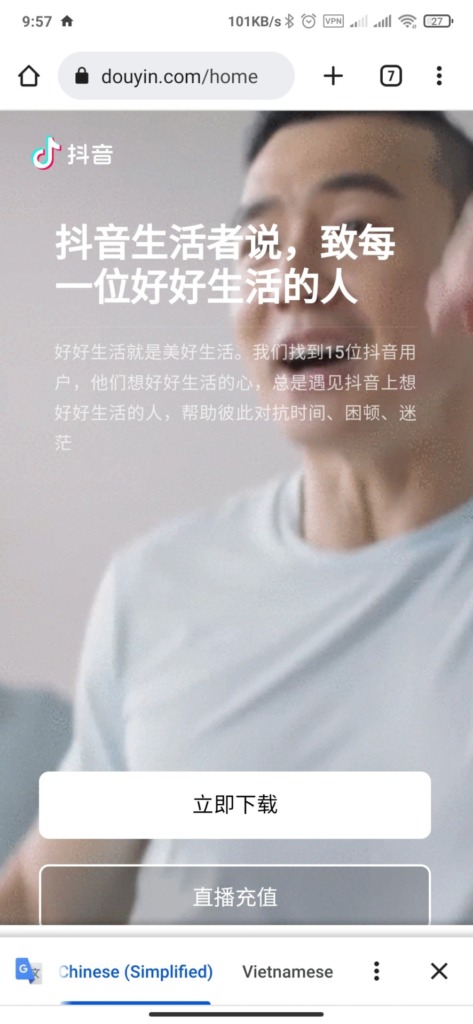 9:57
101KB/s
VPN
27
douyin.com/home
7
抖音
抖音生活者说，致每
一位好好生活的人
好好生活就是美好生活。我们找到15位抖音用
户，他们想好好生活的心，总是遇见抖音上想
好好生活的人，帮助彼此对抗时间、困顿、迷
茫
立即下载
直播充值
Chinese (Simplified)
Vietnamese